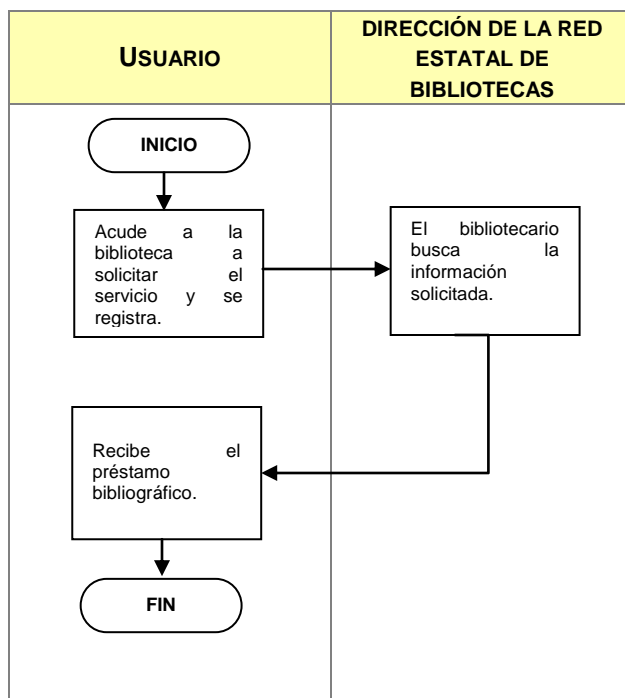 USUARIO
DIRECCIÓN DE LA RED
ESTATAL DE
BIBLIOTECAS
INICIO
Acude a la
biblioteca a
solicitar el
servicio y se
registra.
El bibliotecario
busca la
información
solicitada.
Recibe el
préstamo
bibliográfico.
FIN